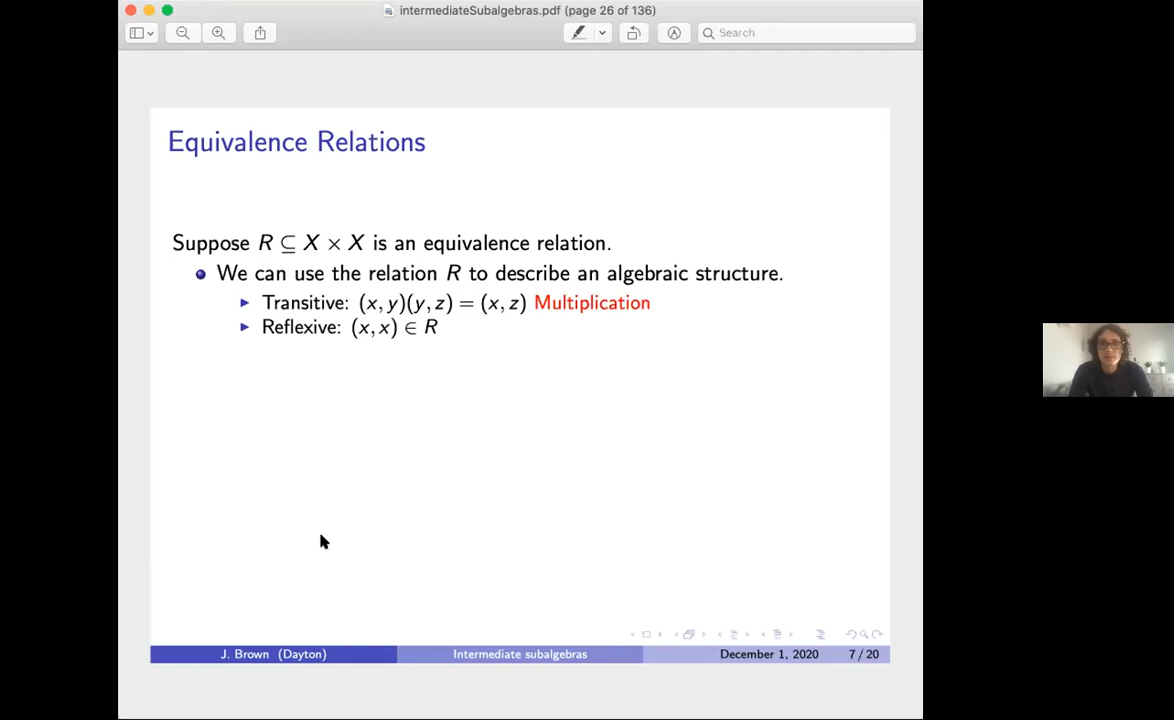 intermediateSubalgebras.pdf (page 26 of 136)
Search
Equivalence Relations
Suppose R ⊆ X × X is an equivalence relation.
We can use the relation R to describe an algebraic structure.
Transitive: (x, y)(y, z) = (x, z) Multiplication
Reflexive: (x, x) ∈ R
J. Brown (Dayton) Intermediate subalgebras December 1, 2020 7 / 20